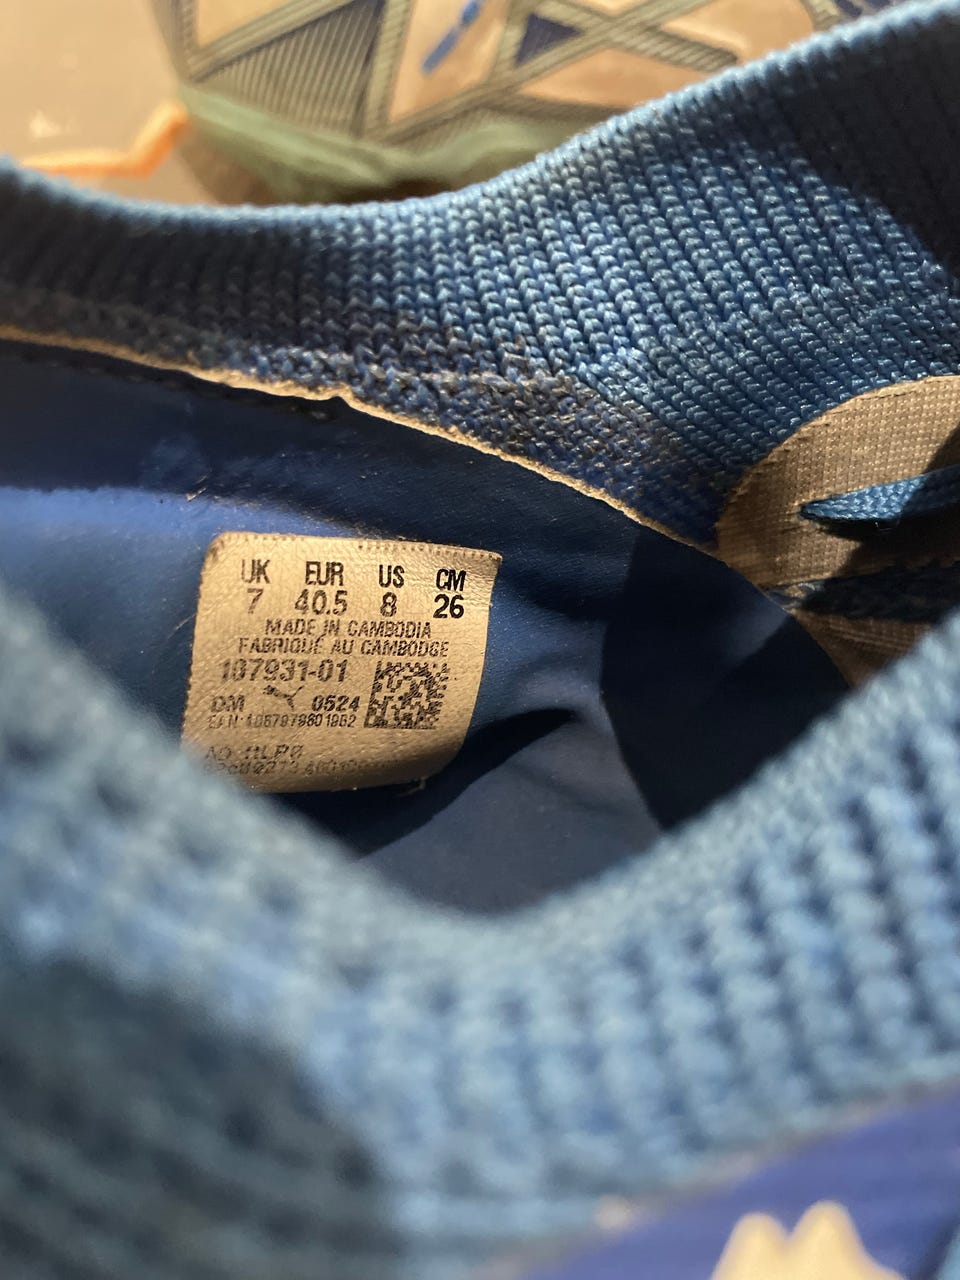 UK EUR US CM
7 40.5 8 26
MADE IN CAMBODIA
FABRIQUÉ AU CAMBODGE
107931-01
DM 0524